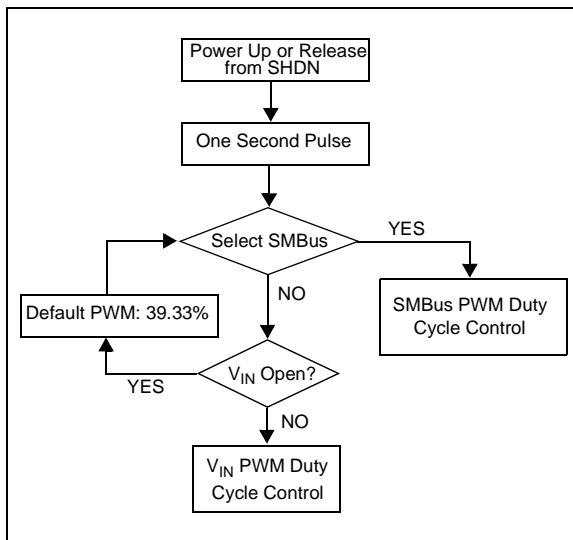 Power Up or Release
from SHDN
One Second Pulse
Select SMBus
YES
NO
Default PWM: 39.33%
SMBus PWM Duty
Cycle Control
VIN Open?
YES
NO
VIN PWM Duty
Cycle Control